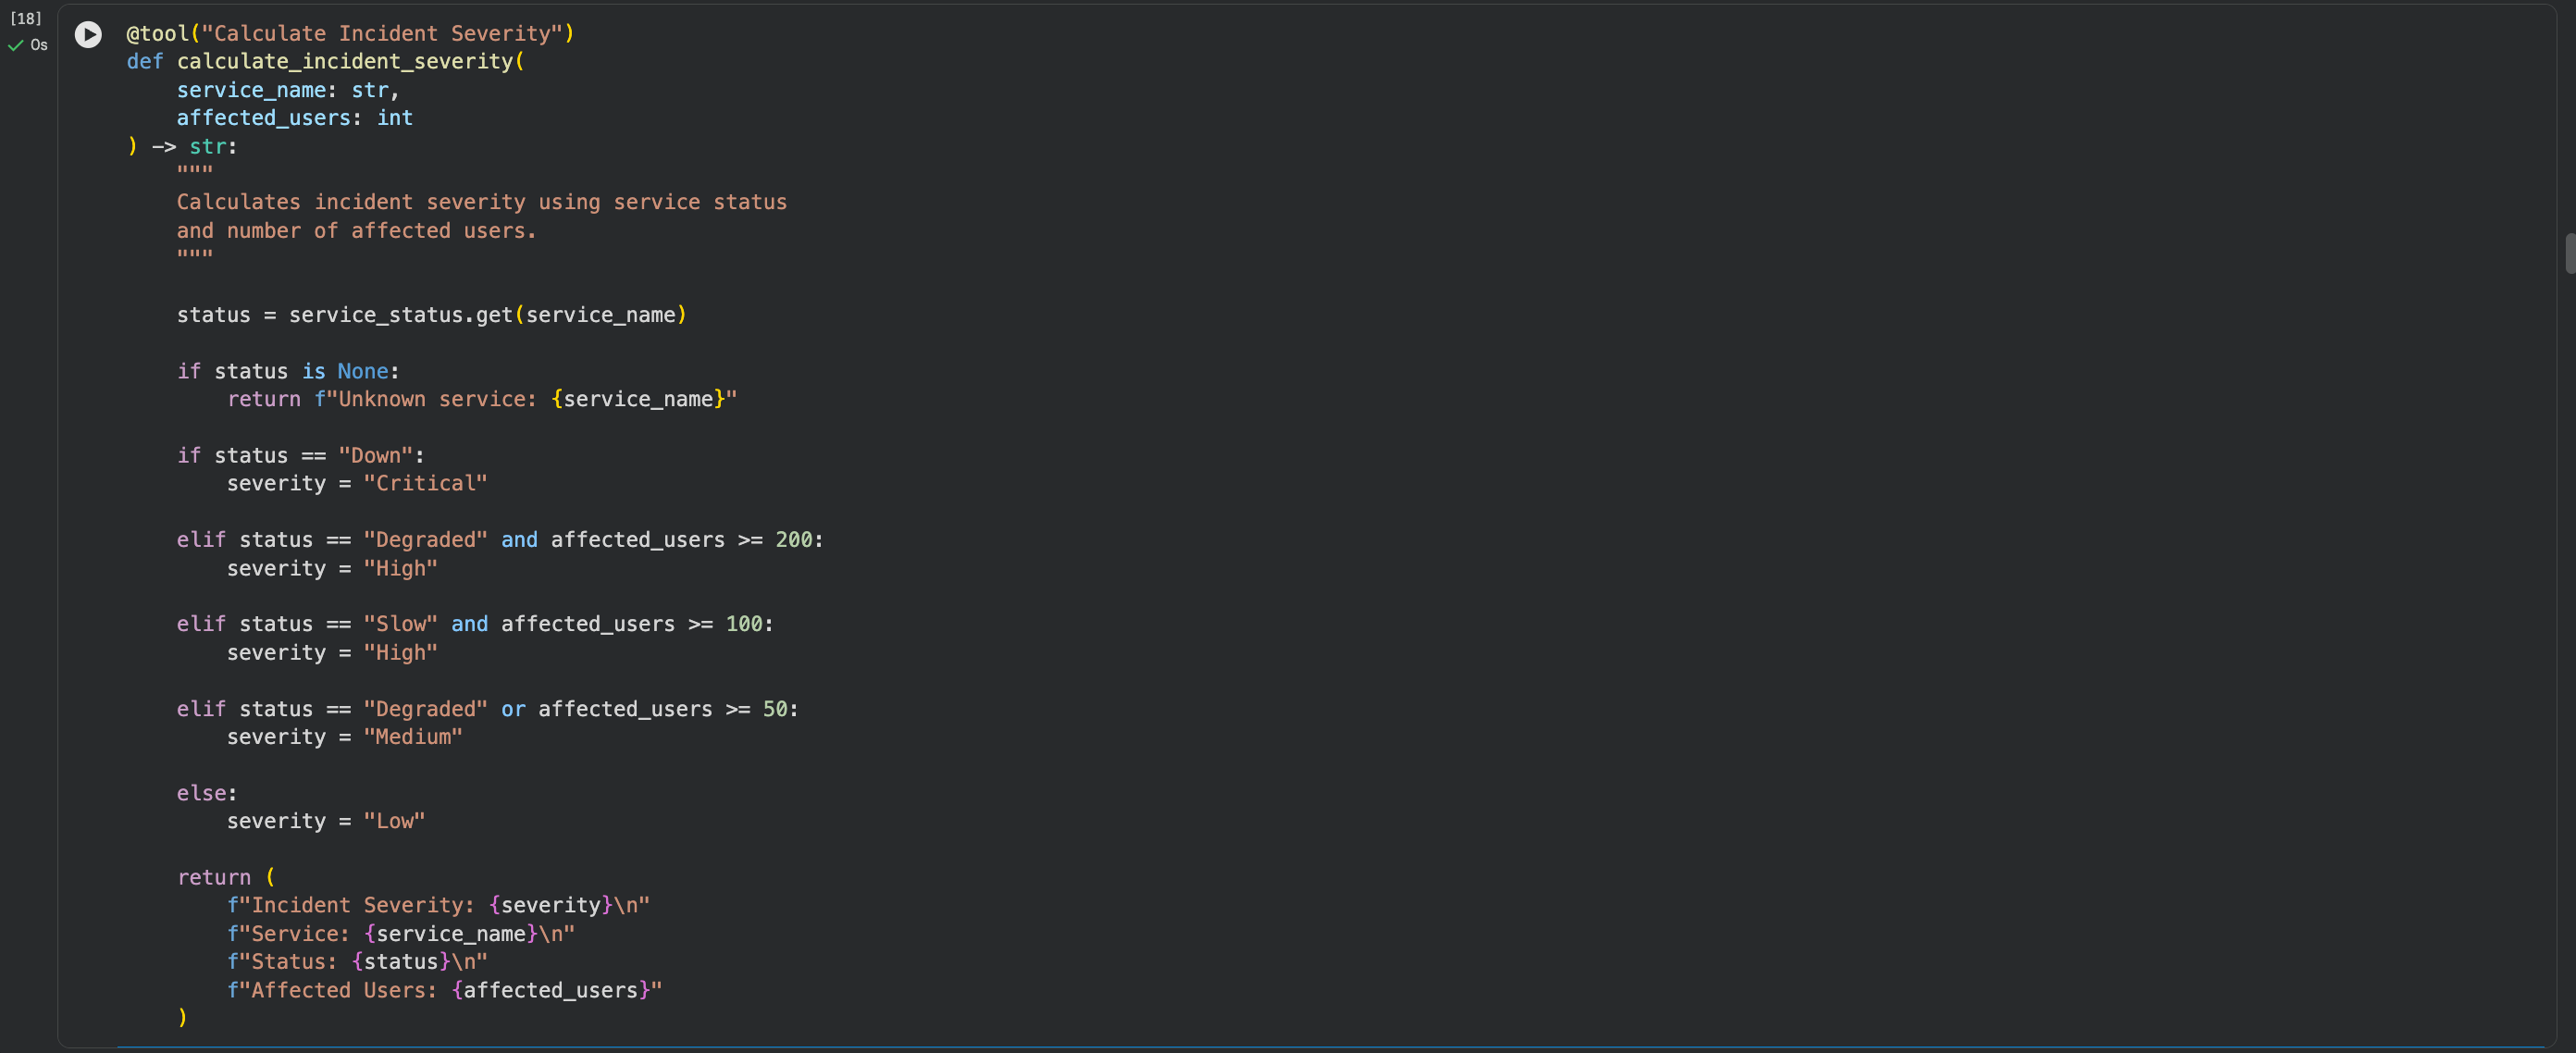 [18]
0s
@tool("Calculate Incident Severity")
def calculate_incident_severity(
    service_name: str,
    affected_users: int
) -> str:
    """
    Calculates incident severity using service status
    and number of affected users.
    """

    status = service_status.get(service_name)

    if status is None:
        return f"Unknown service: {service_name}"

    if status == "Down":
        severity = "Critical"

    elif status == "Degraded" and affected_users >= 200:
        severity = "High"

    elif status == "Slow" and affected_users >= 100:
        severity = "High"

    elif status == "Degraded" or affected_users >= 50:
        severity = "Medium"

    else:
        severity = "Low"

    return (
        f"Incident Severity: {severity}\n"
        f"Service: {service_name}\n"
        f"Status: {status}\n"
        f"Affected Users: {affected_users}"
    )